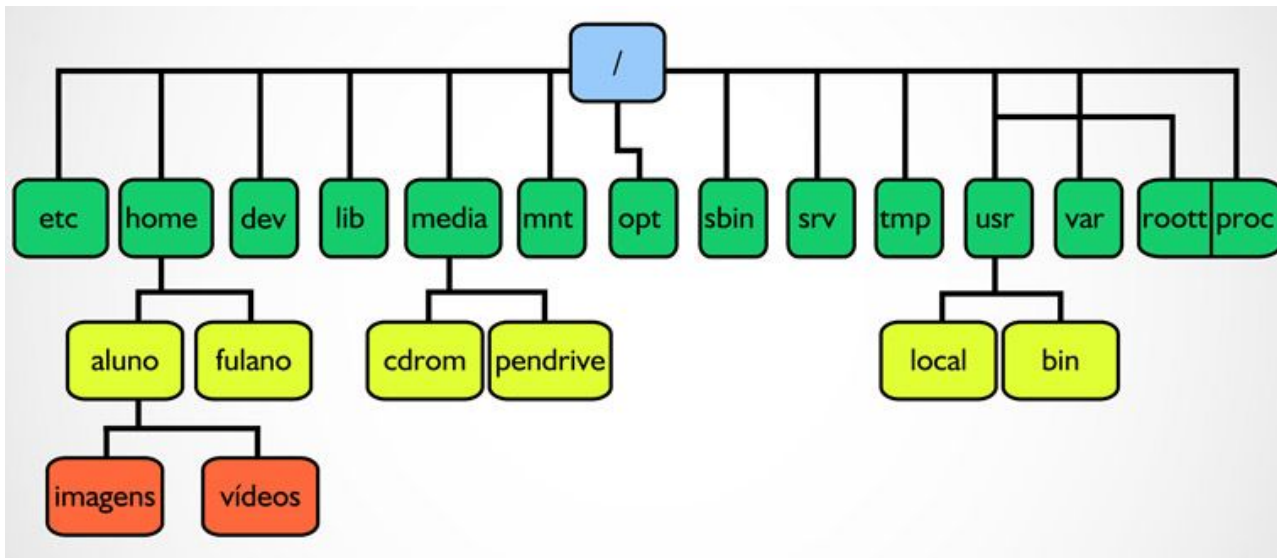 /
etc home dev lib media mnt opt sbin srv tmp usr var roott proc
aluno fulano cdrom pendrive local bin
imagens vídeos